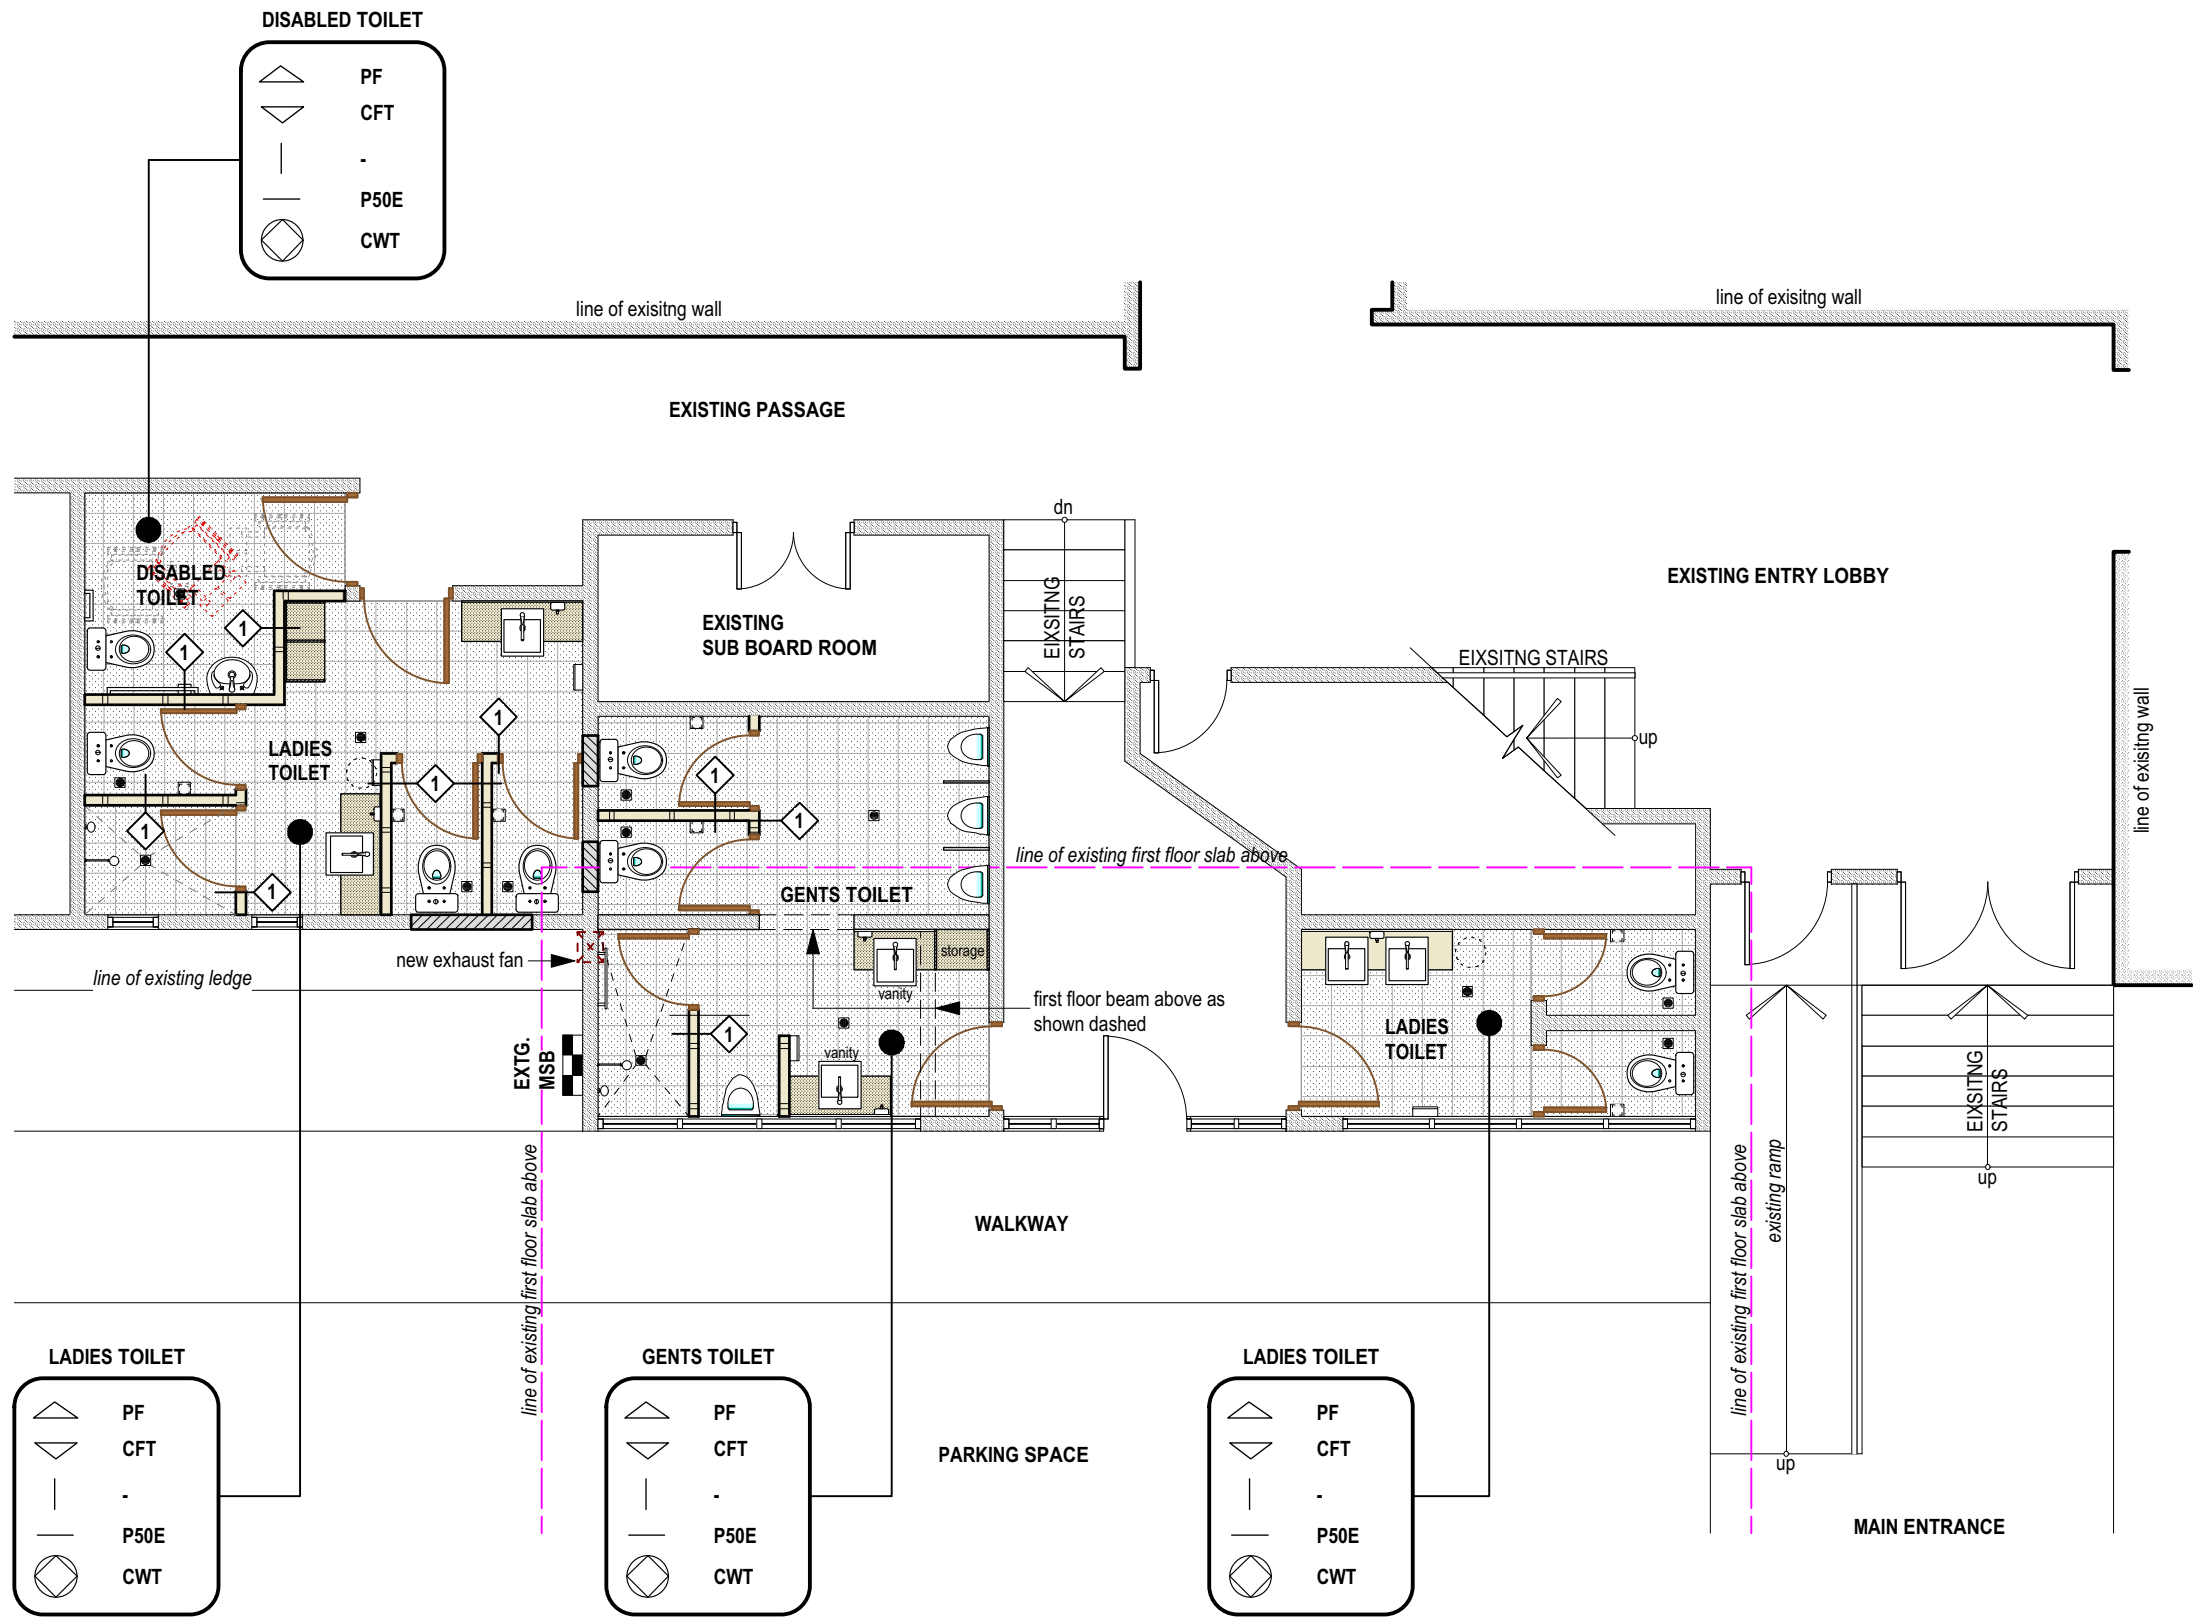 DISABLED TOILET
PF
CFT
-
P50E
CWT
line of exisitng wall
line of exisitng wall
EXISTING PASSAGE
dn
DISABLED
TOILET
EXISTING
SUB BOARD ROOM
EIXSITNG
STAIRS
EXISTING ENTRY LOBBY
EIXSITNG STAIRS
up
line of exisitng wall
1
1
1
1
1
1
1
1
1
LADIES
TOILET
line of existing first floor slab above
GENTS TOILET
storage
vanity
new exhaust fan
line of existing ledge
first floor beam above as
shown dashed
1
vanity
EXTG.
MSB
LADIES
TOILET
EIXSITNG
STAIRS
up
line of existing first floor slab above
WALKWAY
line of existing first floor slab above
existing ramp
up
PARKING SPACE
MAIN ENTRANCE
LADIES TOILET
PF
CFT
-
P50E
CWT
GENTS TOILET
PF
CFT
-
P50E
CWT
LADIES TOILET
PF
CFT
-
P50E
CWT